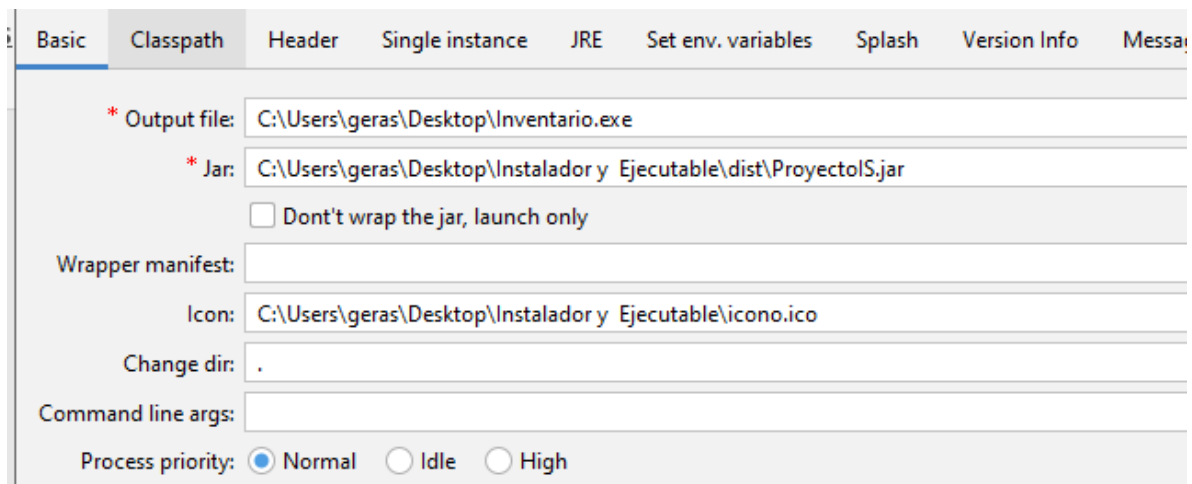 Basic Classpath Header Single instance JRE Set env. variables Splash Version Info Messa
* Output file: C:\Users\geras\Desktop\Inventario.exe
* Jar: C:\Users\geras\Desktop\Instalador y  Ejecutable\dist\ProyectoIS.jar
Don't wrap the jar, launch only
Wrapper manifest:
Icon: C:\Users\geras\Desktop\Instalador y  Ejecutable\icono.ico
Change dir: .
Command line args:
Process priority: Normal Idle High